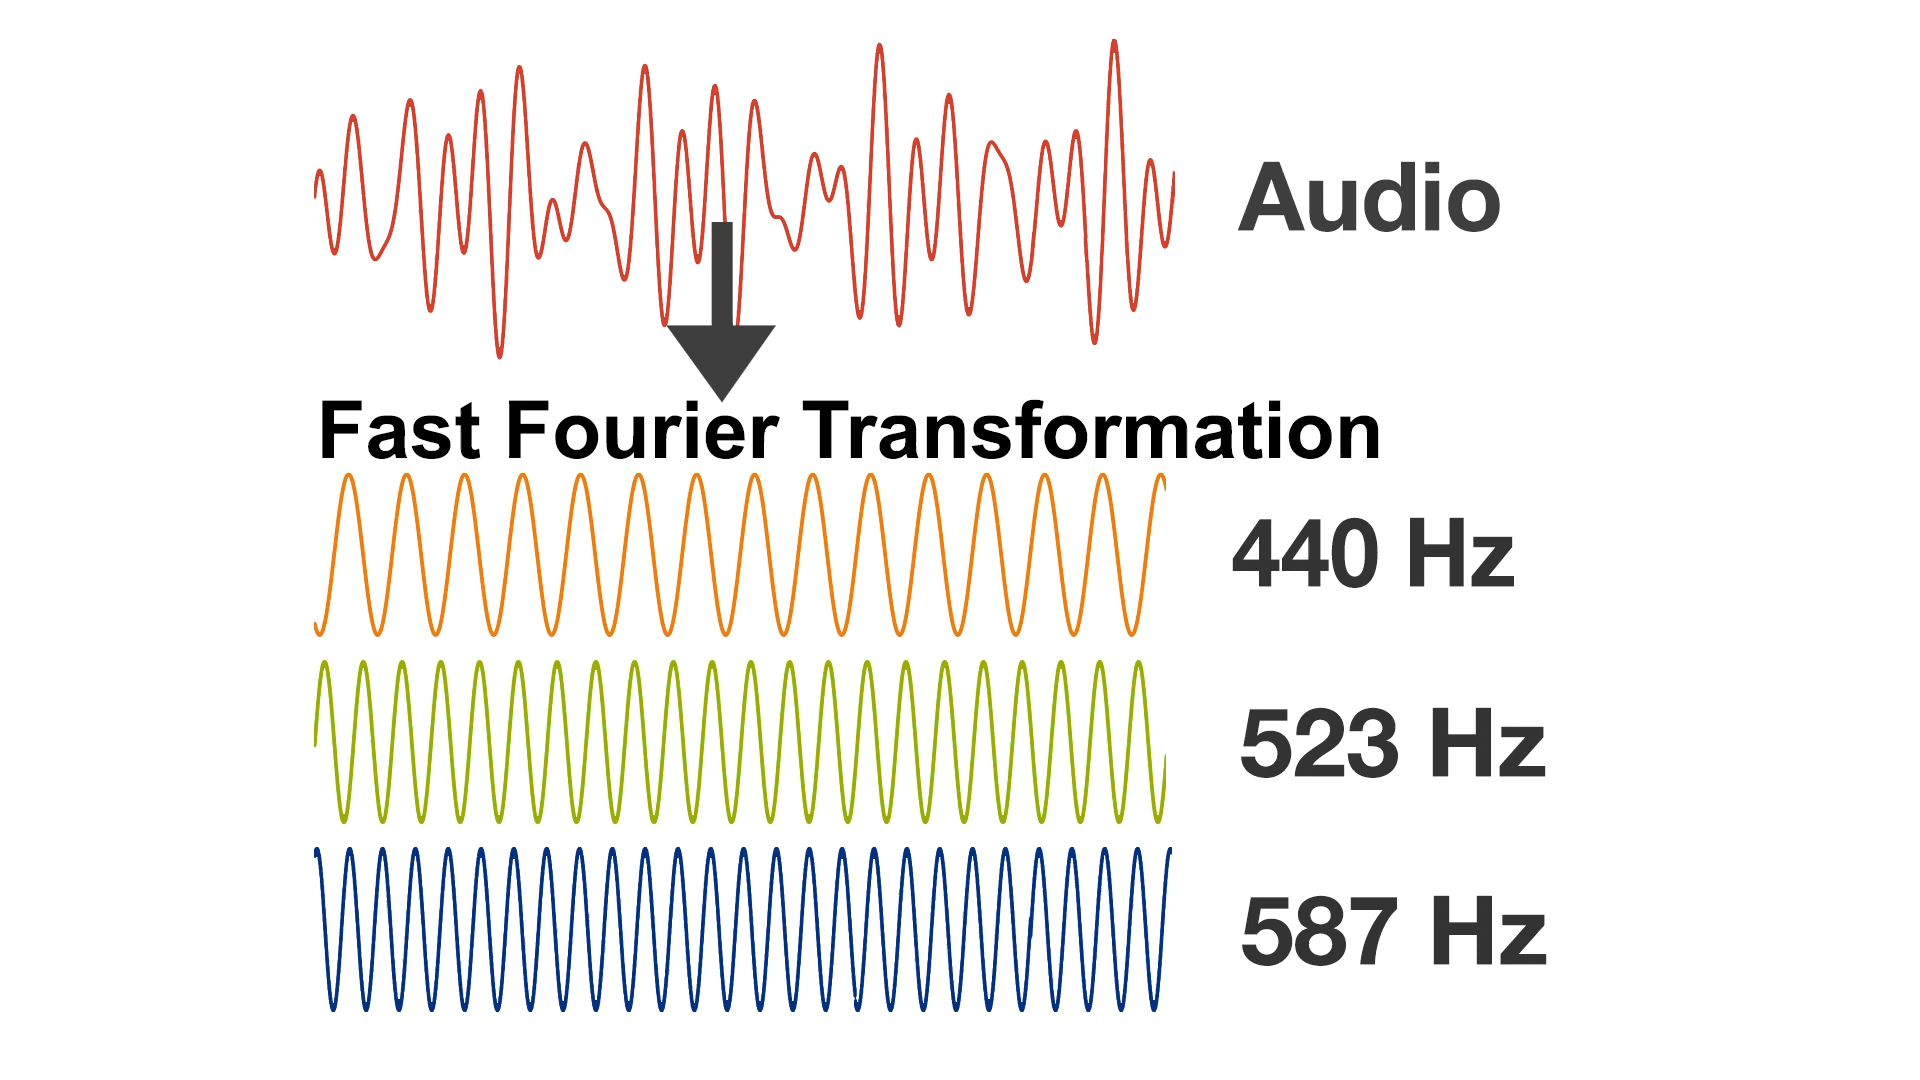 Audio
Fast Fourier Transformation
440 Hz
523 Hz
587 Hz